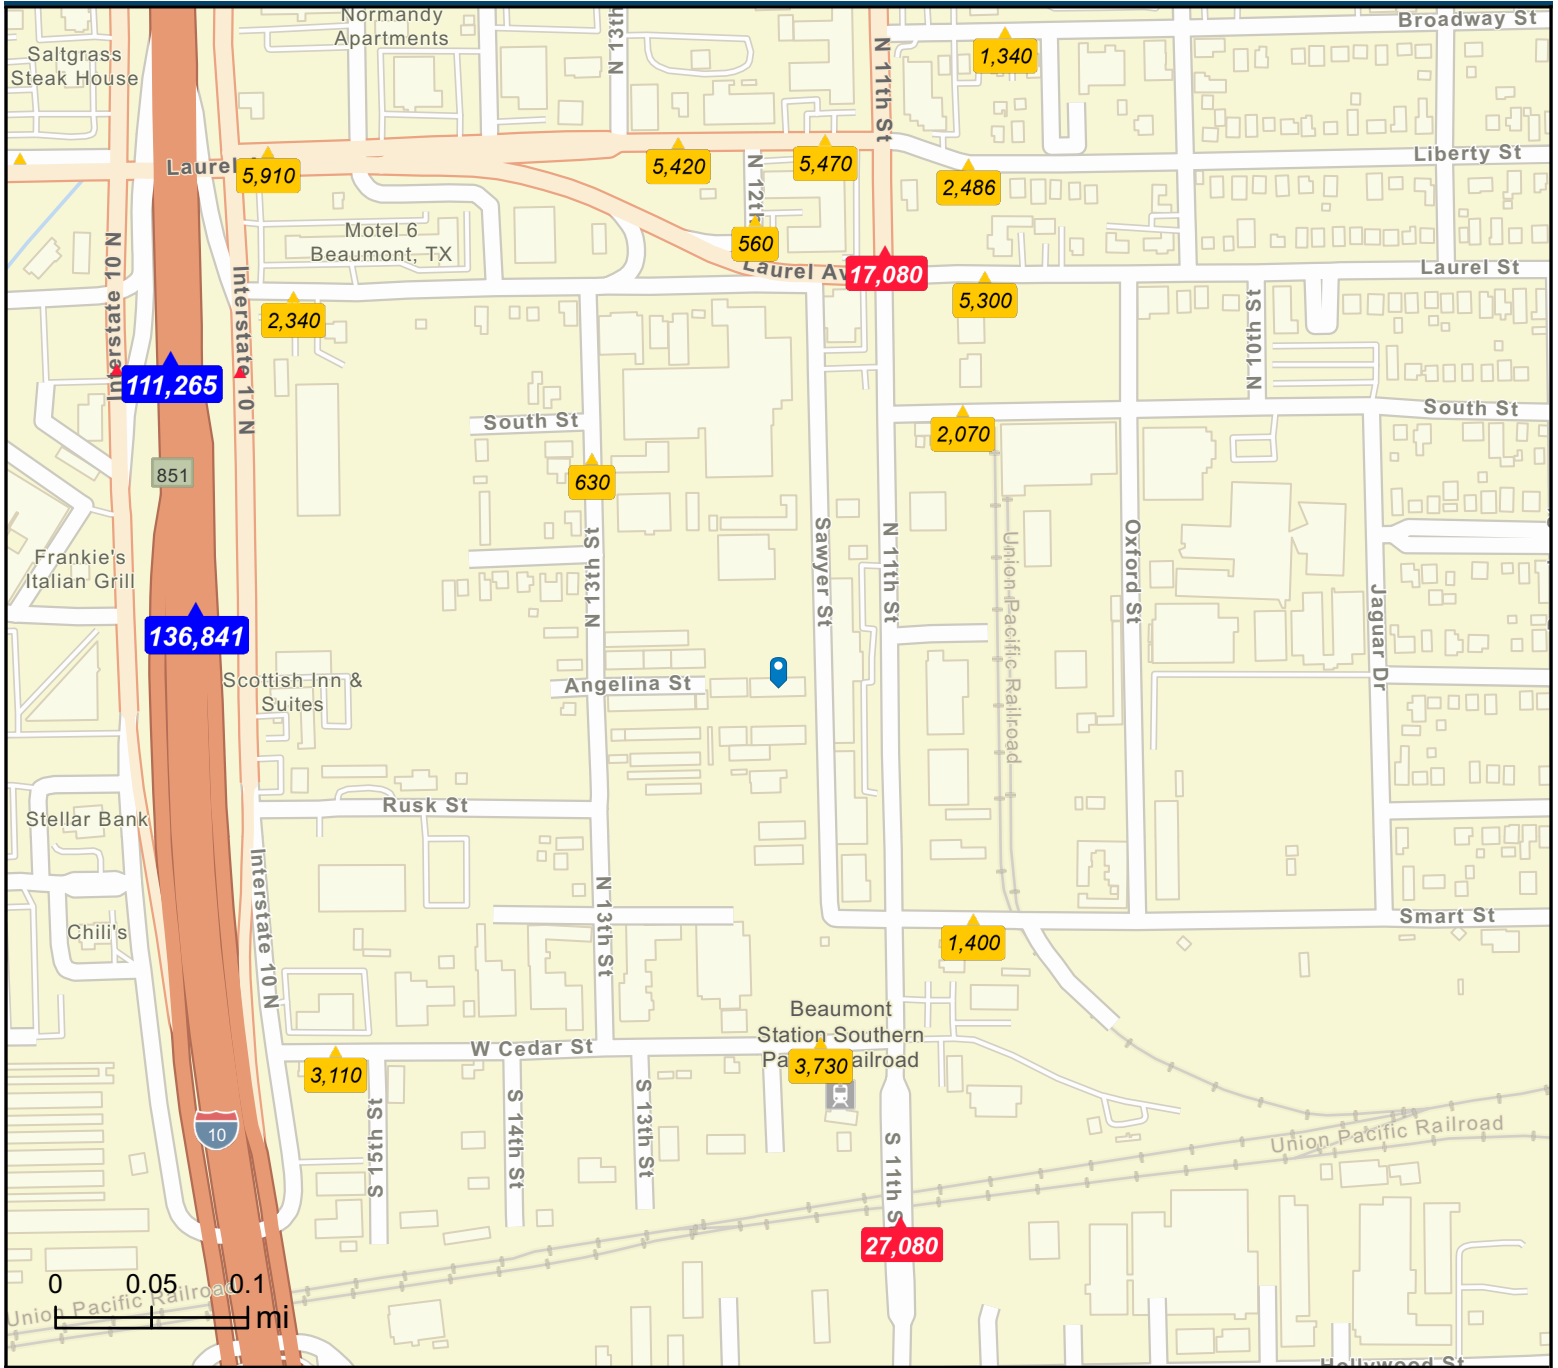 Normandy
Apartments
N 13th
N 11th St
Broadway St
1,340
Saltgrass
Steak House
Laurel
5,910
5,420
N 12th
5,470
2,486
Liberty St
Motel 6
Beaumont, TX
560
Laurel Av
17,080
5,300
Laurel St
Interstate 10 N
Interstate 10 N
2,340
N 10th St
111,265
South St
2,070
South St
851
630
Frankie's
Italian Grill
N 13th St
Sawyer St
N 11th St
Union Pacific Railroad
Oxford St
Jaguar Dr
136,841
Scottish Inn &
Suites
Angelina St
Rusk St
Stellar Bank
Interstate 10 N
N 13th St
Chili's
Smart St
1,400
Beaumont
Station Southern
Pa ailroad
W Cedar St
3,110
3,730
S 15th St
S 14th St
S 13th St
S 11th S
10
Union Pacific Railroad
27,080
0 0.05 0.1
mi
Union Pacific Railroad
Hollywood St